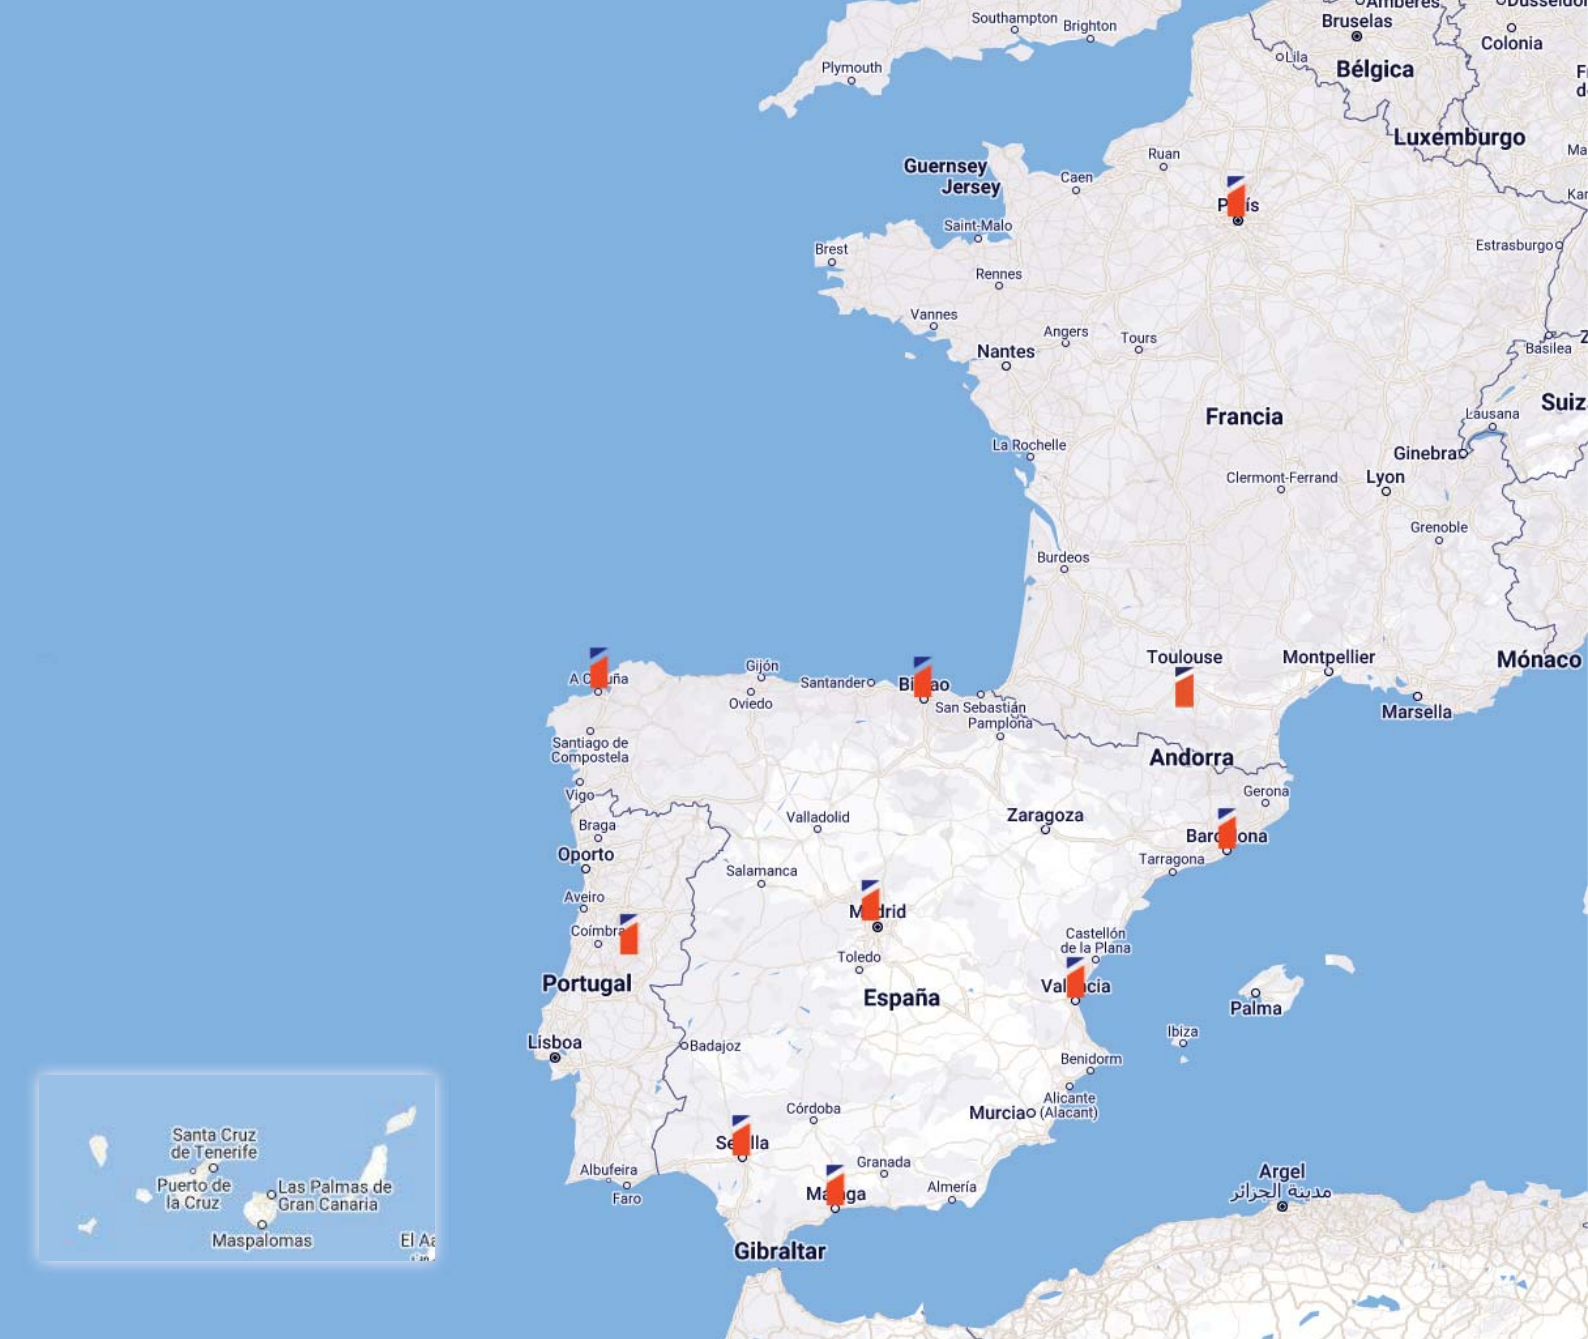 Southampton
Brighton
Plymouth
Amberes
Bruselas
Colonia
Lila
Bélgica
Luxemburgo
Guernsey
Jersey
Ruan
Caen
Saint-Malo
Estrasburgo
Brest
Rennes
Vannes
Angers
Tours
Nantes
Basilea
Francia
Suiz
Lausana
La Rochelle
Ginebra
Clermont-Ferrand
Lyon
Grenoble
Burdeos
Toulouse
Montpellier
Mónaco
Marsella
Gijón
Santander
Oviedo
San Sebastián
Pamplona
Santiago de
Compostela
Andorra
Vigo
Gerona
Valladolid
Zaragoza
Braga
Oporto
Tarragona
Salamanca
Aveiro
Coímbra
Castellón
de la Plana
Toledo
Portugal
España
Palma
Ibiza
Lisboa
Badajoz
Benidorm
Alicante
(Alacant)
Murcia
Córdoba
Albufeira
Faro
Granada
Almería
Argel
مدينة الجزائر
Gibraltar
Santa Cruz
de Tenerife
Puerto de
la Cruz
Las Palmas de
Gran Canaria
Maspalomas
El Aa